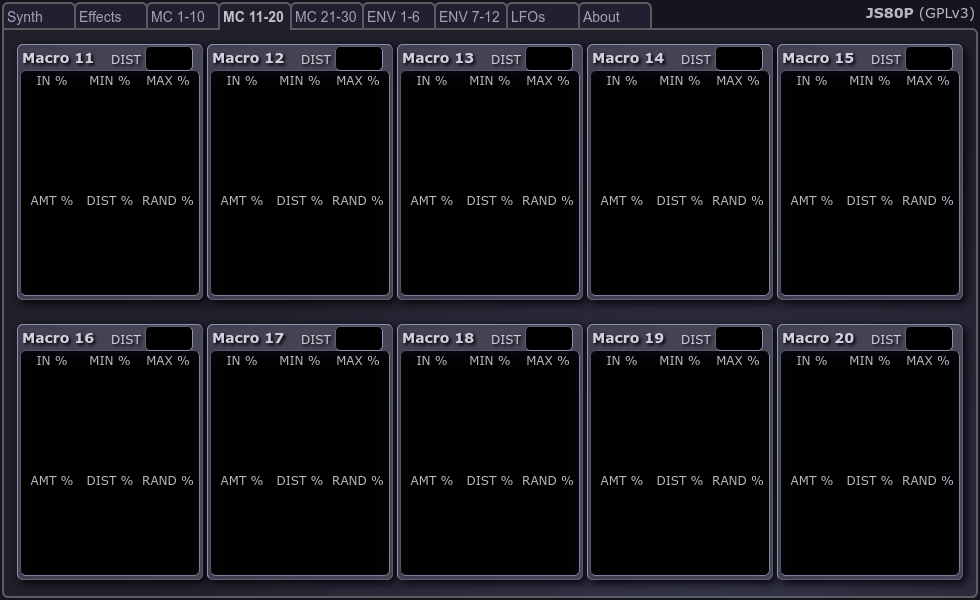 Synth Effects MC 1-10 MC 11-20 MC 21-30 ENV 1-6 ENV 7-12 LFOs About JS80P (GPLv3)
Macro 11 DIST Macro 12 DIST Macro 13 DIST Macro 14 DIST Macro 15 DIST
IN % MIN % MAX % IN % MIN % MAX % IN % MIN % MAX % IN % MIN % MAX % IN % MIN % MAX %
AMT % DIST % RAND % AMT % DIST % RAND % AMT % DIST % RAND % AMT % DIST % RAND % AMT % DIST % RAND %
Macro 16 DIST Macro 17 DIST Macro 18 DIST Macro 19 DIST Macro 20 DIST
IN % MIN % MAX % IN % MIN % MAX % IN % MIN % MAX % IN % MIN % MAX % IN % MIN % MAX %
AMT % DIST % RAND % AMT % DIST % RAND % AMT % DIST % RAND % AMT % DIST % RAND % AMT % DIST % RAND %